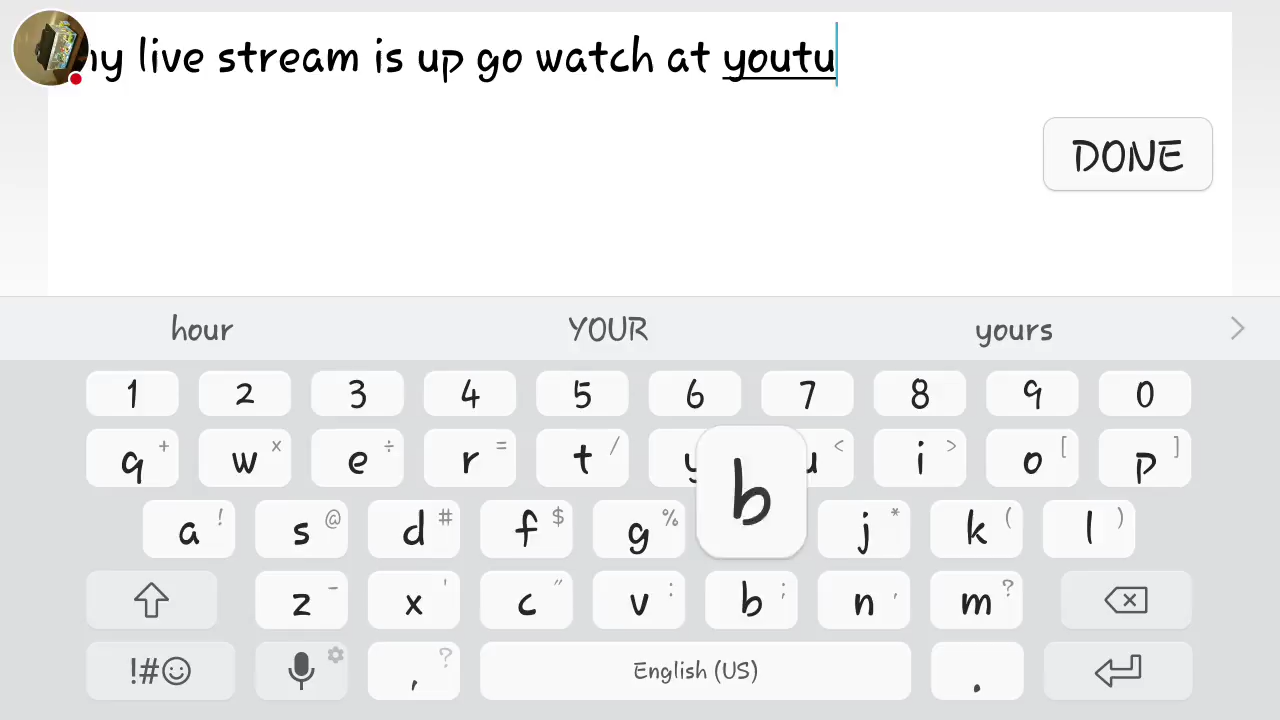 my live stream is up go watch at youtu
DONE
hour YOUR yours
1 2 3 4 5 6 7 8 9 0
q + w × e ÷ r = t / y u < i > o [ p ]
b
a ! s @ d # f $ g % j * k ( l )
z - x ' c " v : b ; n , m ?
!#☺ , ? English (US) .